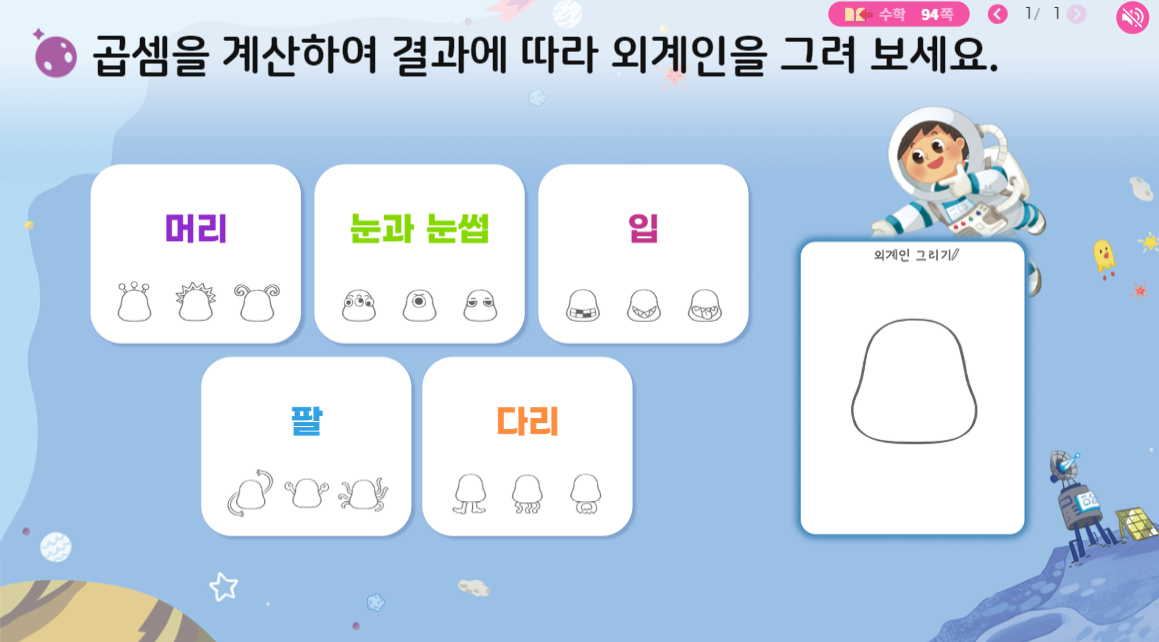 수학 94쪽
1/ 1
곱셈을 계산하여 결과에 따라 외계인을 그려 보세요.
머리
눈과 눈썹
입
외계인 그리기
팔
다리